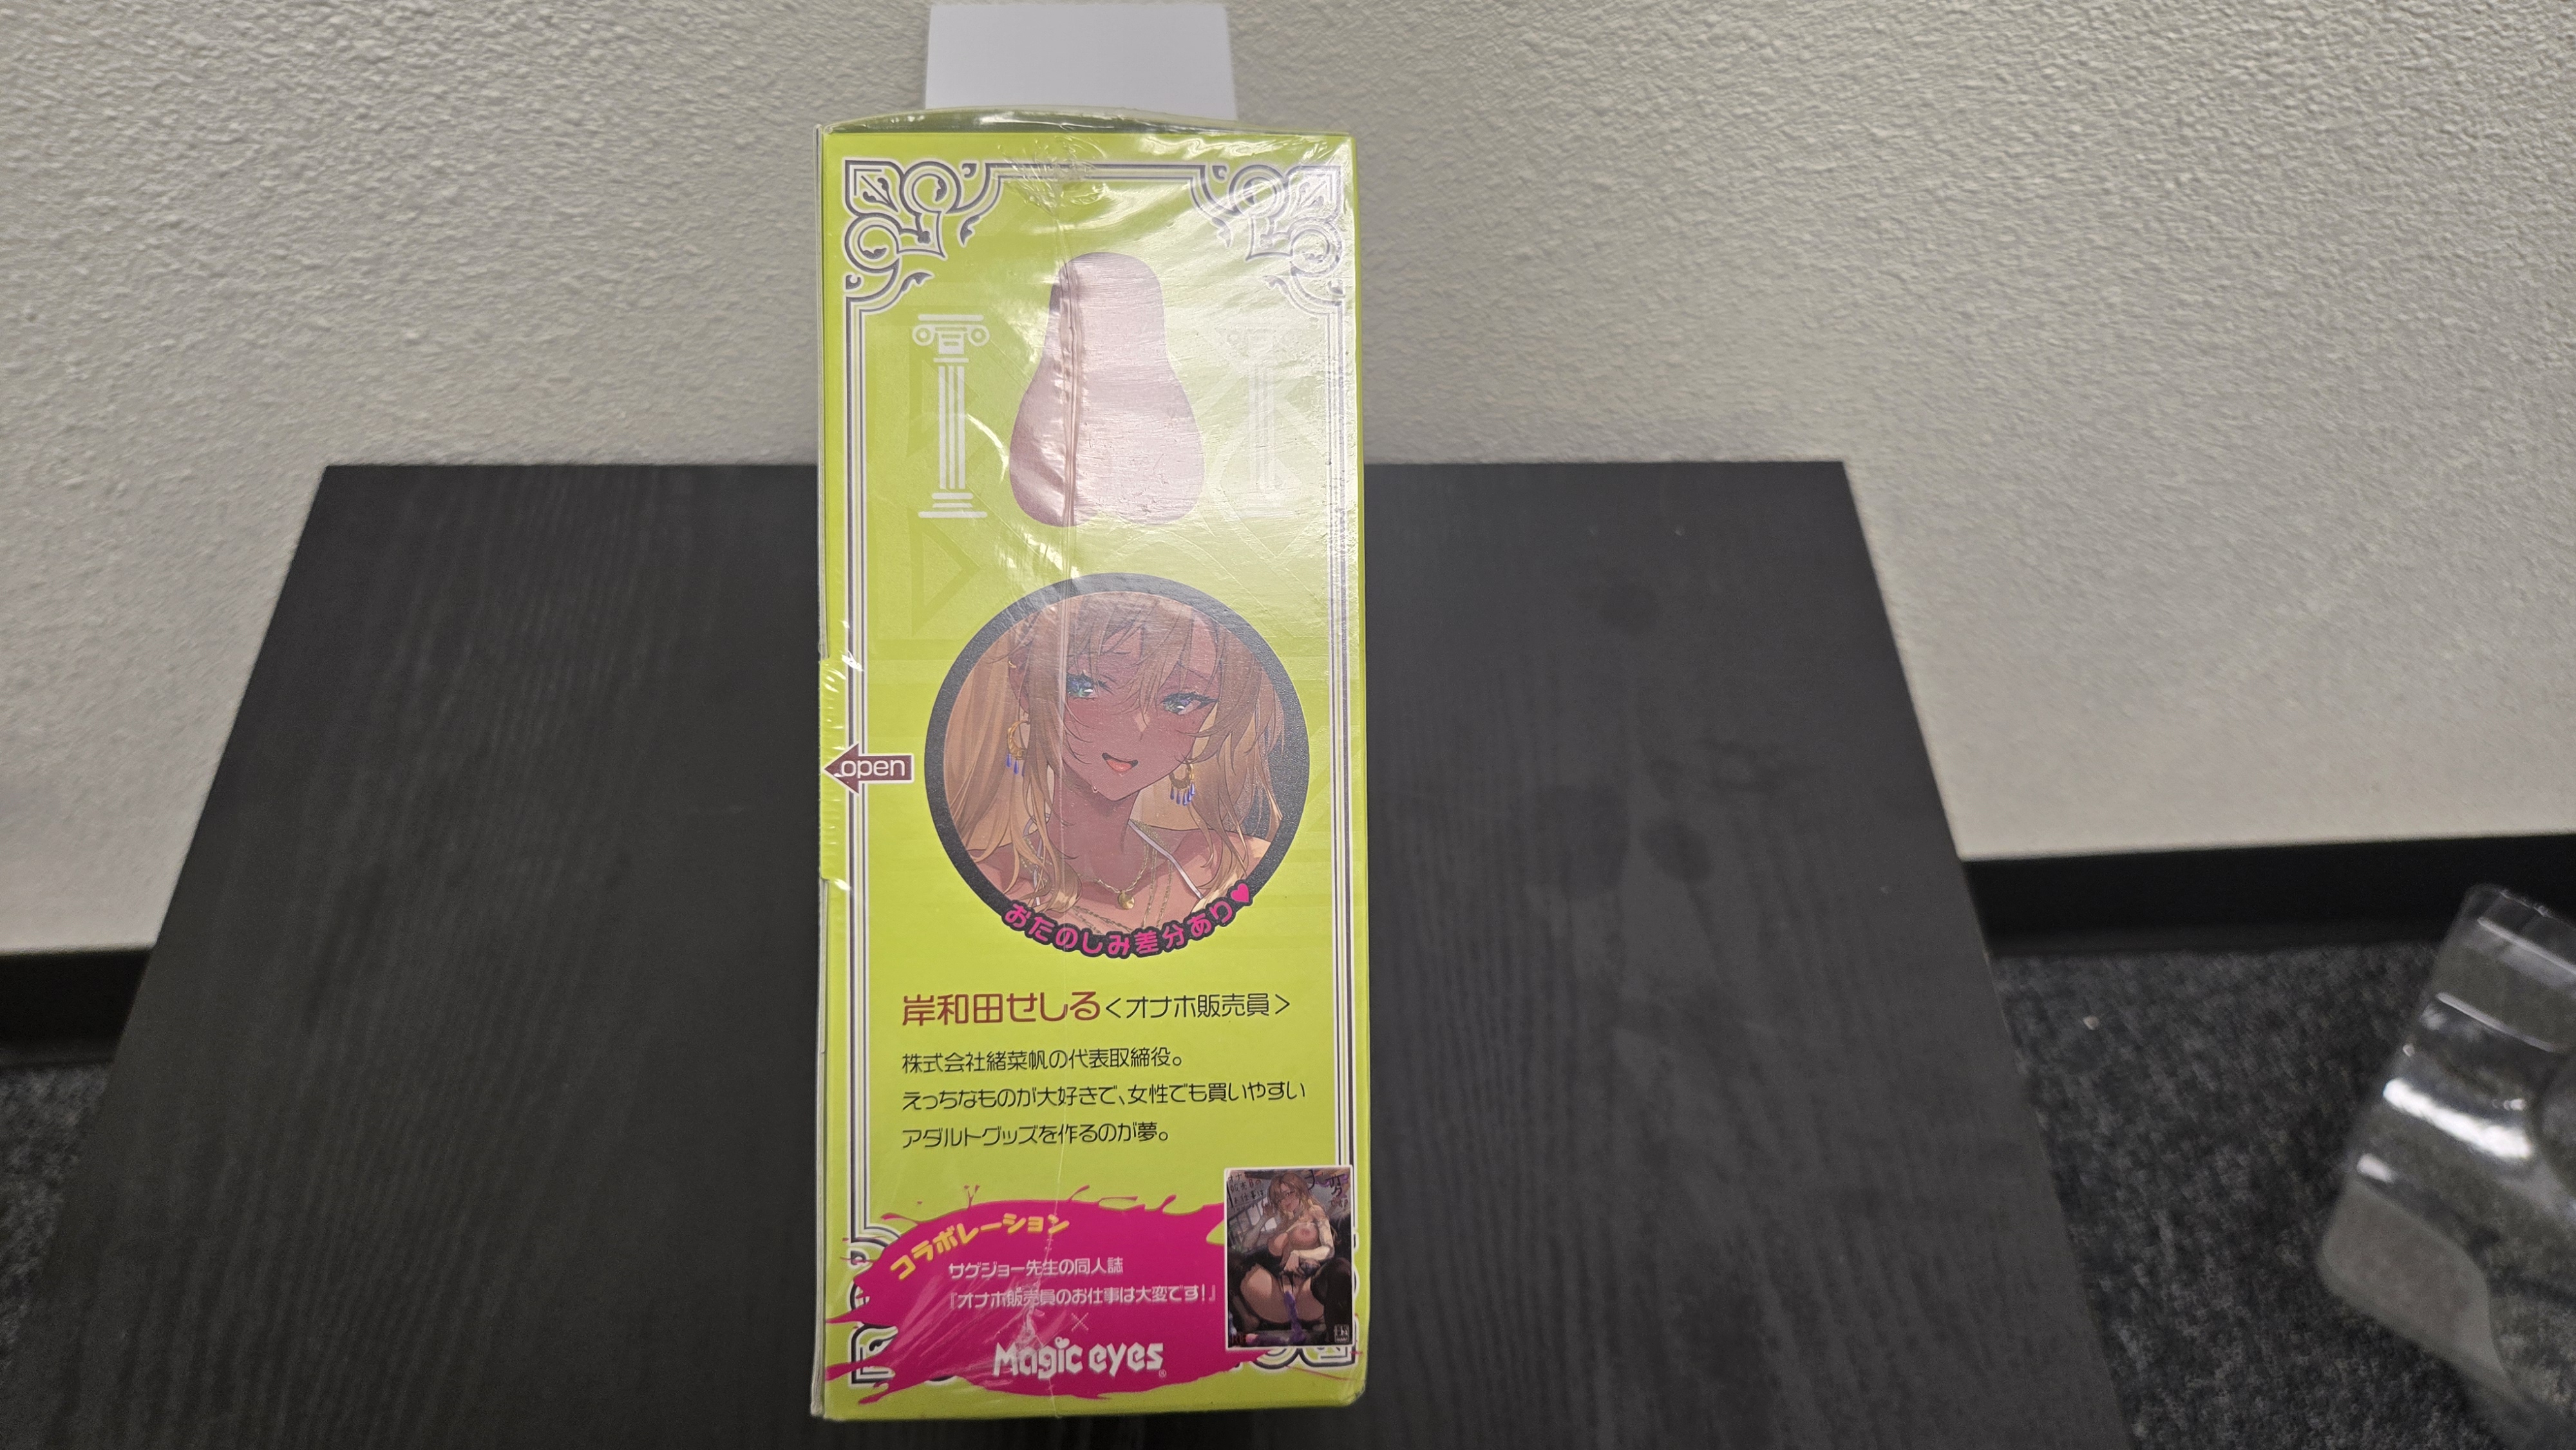 open
おたのしみ差分あり♥
岸和田せしる<オナホ販売員>
株式会社緒菜帆の代表取締役。
えっちなものが大好きで、女性でも買いやすい
アダルトグッズを作るのが夢。
コラボレーション
サゲジョー先生の同人誌
『オナホ販売員のお仕事は大変です!』
×
Magic eyes